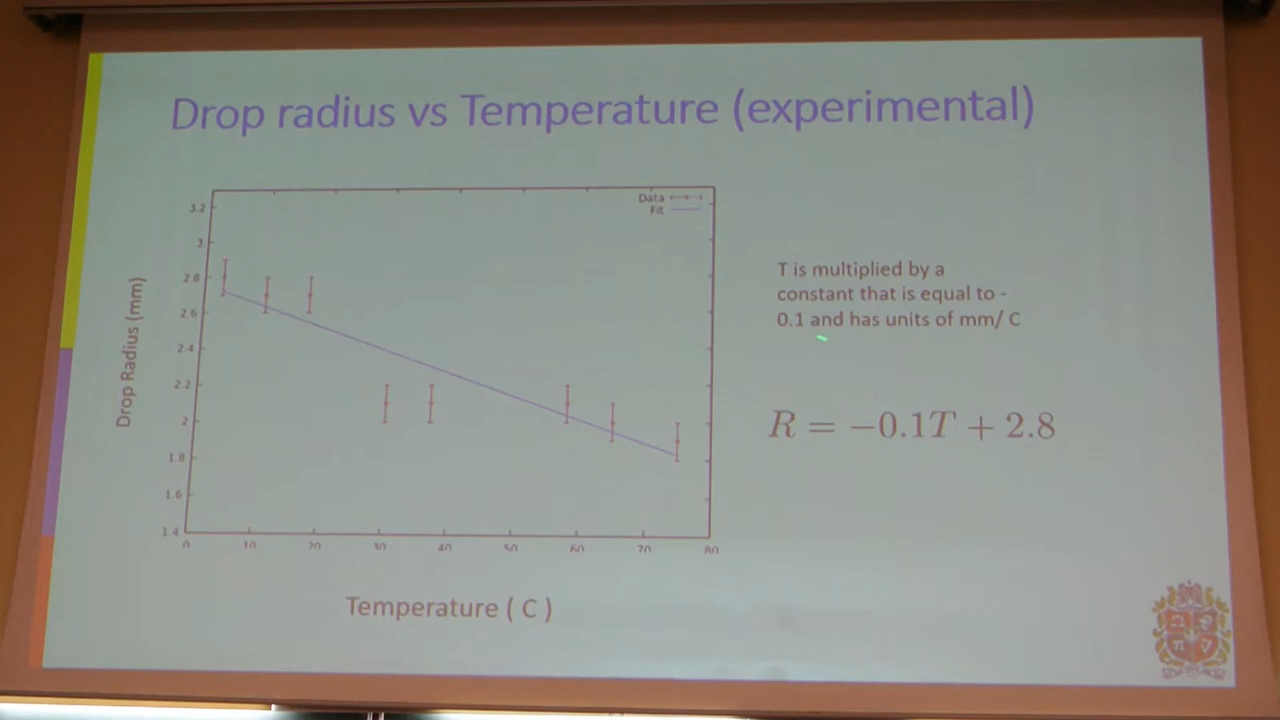 Drop radius vs Temperature (experimental)
Data
Fit
3.2
3
2.8
2.6
2.4
2.2
2
1.8
1.6
1.4
0 10 20 30 40 50 60 70 80
Drop Radius (mm)
Temperature ( C )
T is multiplied by a
constant that is equal to -
0.1 and has units of mm/ C
R = −0.1T + 2.8